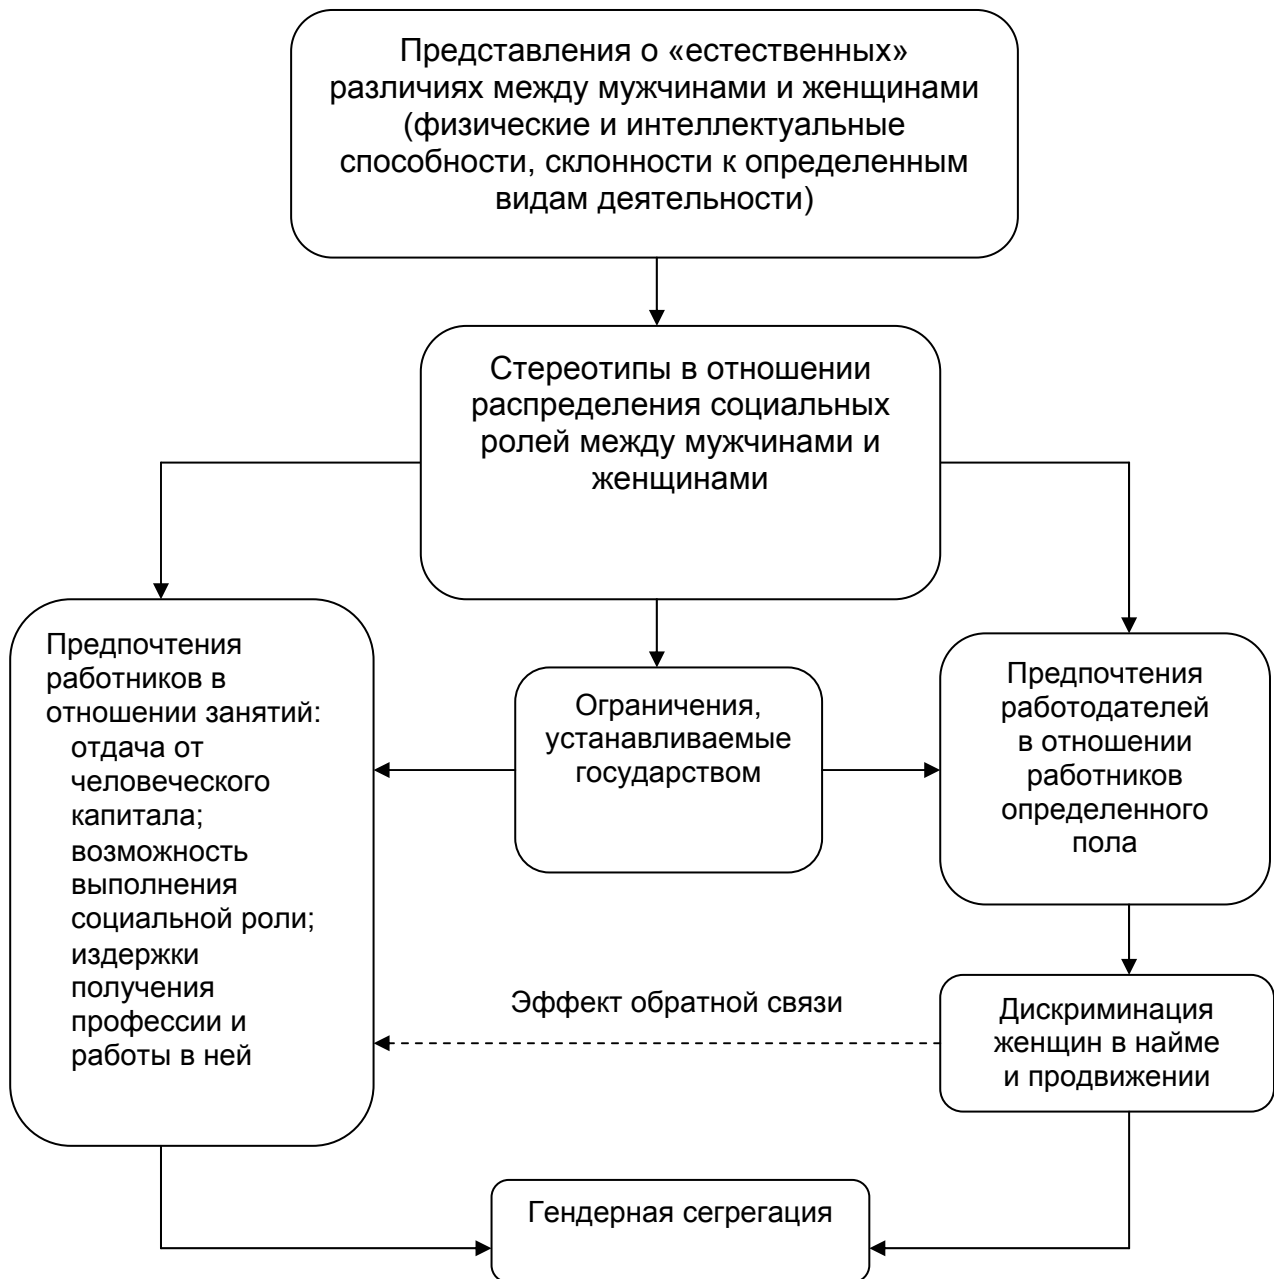 Представления о «естественных»
различиях между мужчинами и женщинами
(физические и интеллектуальные
способности, склонности к определенным
видам деятельности)
Стереотипы в отношении
распределения социальных
ролей между мужчинами и
женщинами
Предпочтения
работников в
отношении занятий:
отдача от
человеческого
капитала;
возможность
выполнения
социальной роли;
издержки
получения
профессии и
работы в ней
Ограничения,
устанавливаемые
государством
Предпочтения
работодателей
в отношении
работников
определенного
пола
Эффект обратной связи
Дискриминация
женщин в найме
и продвижении
Гендерная сегрегация